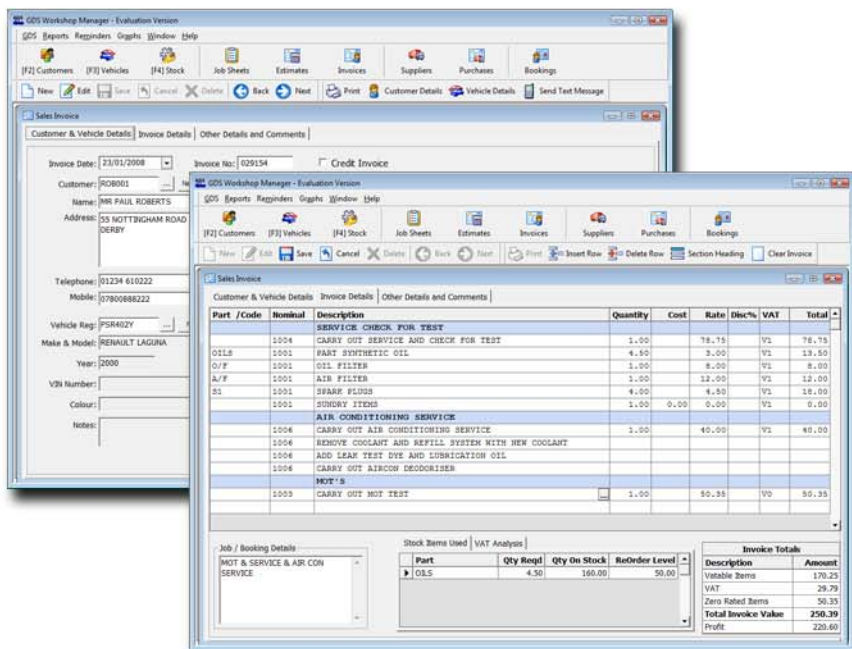 GDS Workshop Manager - Evaluation Version
GDS Reports Reminders Graphs Window Help
[F2] Customers [F3] Vehicles [F4] Stock Job Sheets Estimates Invoices Suppliers Purchases Bookings
New Edit Save Cancel Delete Back Next Print Customer Details Vehicle Details Send Text Message
Sales Invoice
Customer & Vehicle Details Invoice Details Other Details and Comments
Invoice Date: 23/01/2008 Invoice No: 029154 Credit Invoice
Customer: ROB001 ...
Name: MR PAUL ROBERTS
Address: 55 NOTTINGHAM ROAD
DERBY
Telephone: 01234 610222
Mobile: 07800888222
Vehicle Reg: FSR402Y ...
Make & Model: RENAULT LAGUNA
Year: 2000
VIN Number:
Colour:
Notes:
GDS Workshop Manager - Evaluation Version
GDS Reports Reminders Graphs Window Help
[F2] Customers [F3] Vehicles [F4] Stock Job Sheets Estimates Invoices Suppliers Purchases Bookings
New Edit Save Cancel Delete Back Next Print Insert Row Delete Row Section Heading Clear Invoice
Sales Invoice
Customer & Vehicle Details Invoice Details Other Details and Comments
Part /Code Nominal Description Quantity Cost Rate Disc% VAT Total
SERVICE CHECK FOR TEST
1004 CARRY OUT SERVICE AND CHECK FOR TEST 1.00 78.75 V1 78.75
OILS 1001 PART SYNTHETIC OIL 4.50 3.00 V1 13.50
O/F 1001 OIL FILTER 1.00 8.00 V1 8.00
A/F 1001 AIR FILTER 1.00 12.00 V1 12.00
S1 1001 SPARK PLUGS 4.00 4.50 V1 18.00
1001 SUNDRY ITEMS 1.00 0.00 0.00 V1 0.00
AIR CONDITIONING SERVICE
1006 CARRY OUT AIR CONDITIONING SERVICE 1.00 40.00 V1 40.00
1006 REMOVE COOLANT AND REFILL SYSTEM WITH NEW COOLANT
1006 ADD LEAK TEST DYE AND LUBRICATION OIL
1006 CARRY OUT AIRCON DEODORISER
MOT'S
1003 CARRY OUT MOT TEST ... 1.00 50.35 V0 50.35
Job / Booking Details
MOT & SERVICE & AIR CON
SERVICE
Stock Items Used VAT Analysis
Part Qty Reqd Qty On Stock ReOrder Level
OILS 4.50 160.00 50.00
Invoice Totals
Description Amount
Vatable Items 170.25
VAT 29.79
Zero Rated Items 50.35
Total Invoice Value 250.39
Profit 220.60